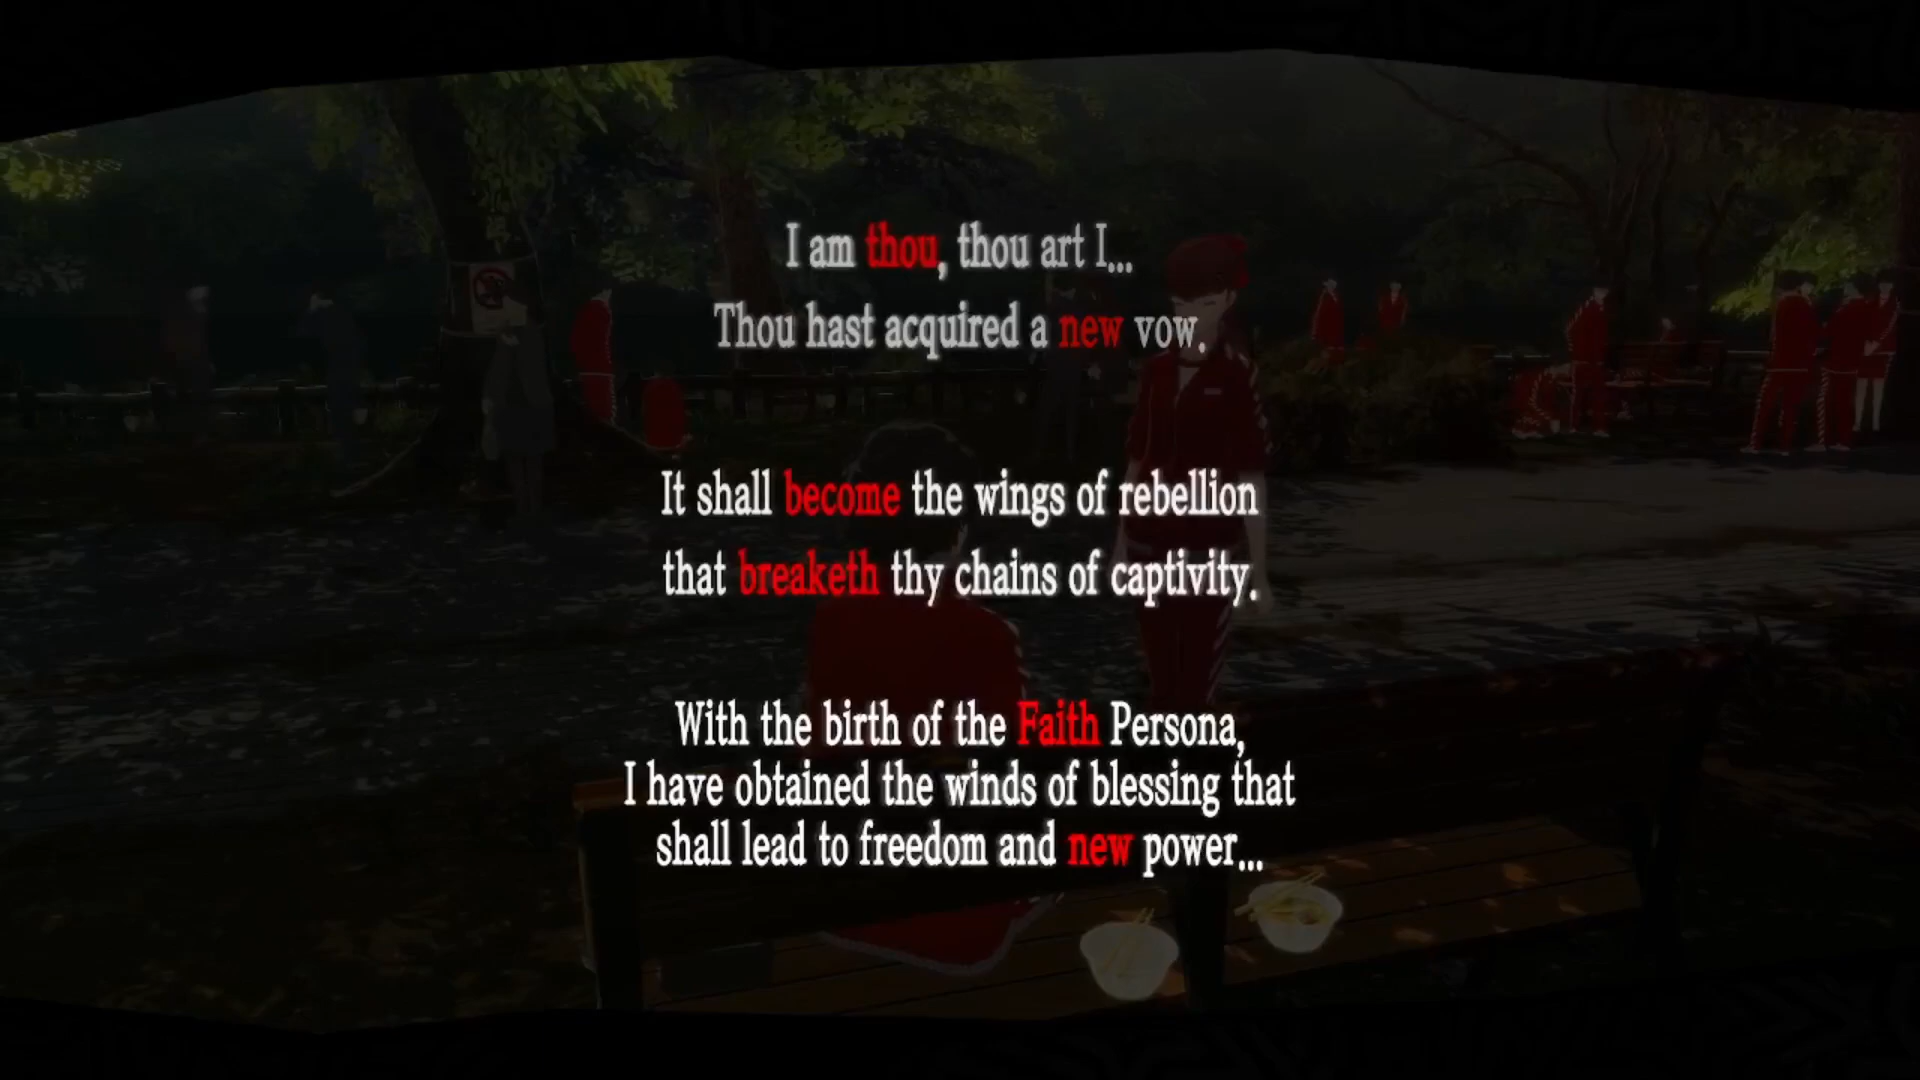 I am thou, thou art I...
Thou hast acquired a new vow.
It shall become the wings of rebellion
that breaketh thy chains of captivity.
With the birth of the Faith Persona,
I have obtained the winds of blessing that
shall lead to freedom and new power...